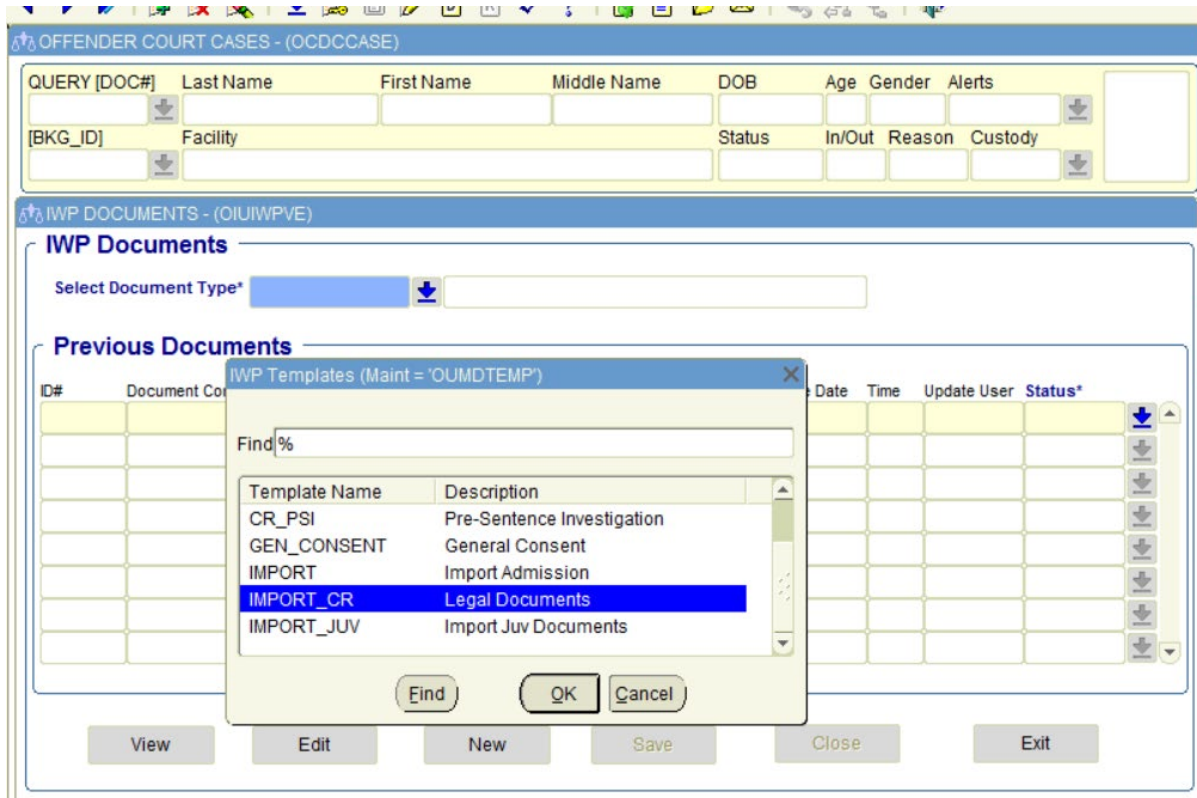 OFFENDER COURT CASES - (OCDCCASE)
QUERY [DOC#] Last Name First Name Middle Name DOB Age Gender Alerts
[BKG_ID] Facility Status In/Out Reason Custody
IWP DOCUMENTS - (OIUIWPVE)
IWP Documents
Select Document Type*
Previous Documents
IWP Templates (Maint = 'OUMDTEMP')
ID# Document Date Time Update User Status*
Find %
Template Name Description
CR_PSI Pre-Sentence Investigation
GEN_CONSENT General Consent
IMPORT Import Admission
IMPORT_CR Legal Documents
IMPORT_JUV Import Juv Documents
Find OK Cancel
View Edit New Save Close Exit